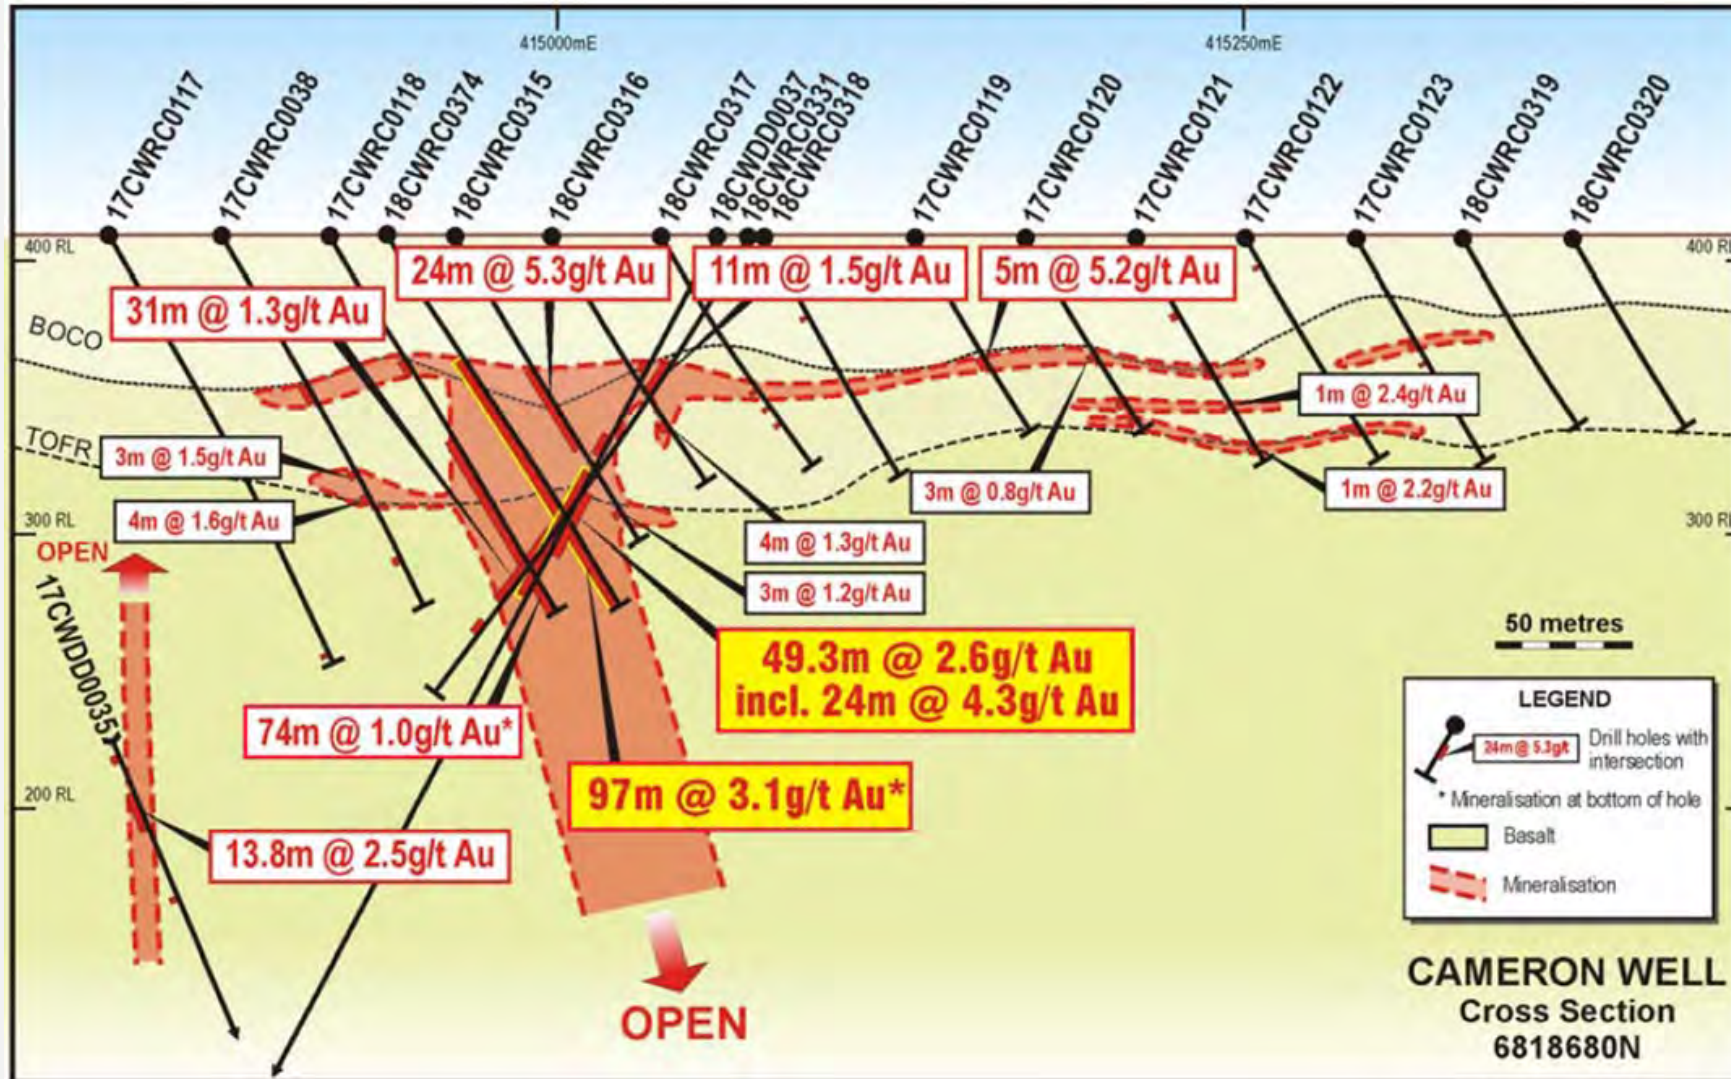 415000mE
415250mE
17CWRC0117
17CWRC0038
17CWRC0118
18CWRC0374
18CWRC0315
18CWRC0316
18CWRC0317
18CWDD0037
18CWRC0331
18CWRC0318
17CWRC0119
17CWRC0120
17CWRC0121
17CWRC0122
17CWRC0123
18CWRC0319
18CWRC0320
400 RL
400 RL
24m @ 5.3g/t Au
11m @ 1.5g/t Au
5m @ 5.2g/t Au
31m @ 1.3g/t Au
BOCO
1m @ 2.4g/t Au
TOFR
3m @ 1.5g/t Au
3m @ 0.8g/t Au
1m @ 2.2g/t Au
4m @ 1.6g/t Au
300 RL
300 RL
OPEN
4m @ 1.3g/t Au
3m @ 1.2g/t Au
17CWDD0035
50 metres
49.3m @ 2.6g/t Au
incl. 24m @ 4.3g/t Au
74m @ 1.0g/t Au*
97m @ 3.1g/t Au*
200 RL
13.8m @ 2.5g/t Au
OPEN
LEGEND
24m @ 5.3g/t
Drill holes with
intersection
* Mineralisation at bottom of hole
Basalt
Mineralisation
CAMERON WELL
Cross Section
6818680N